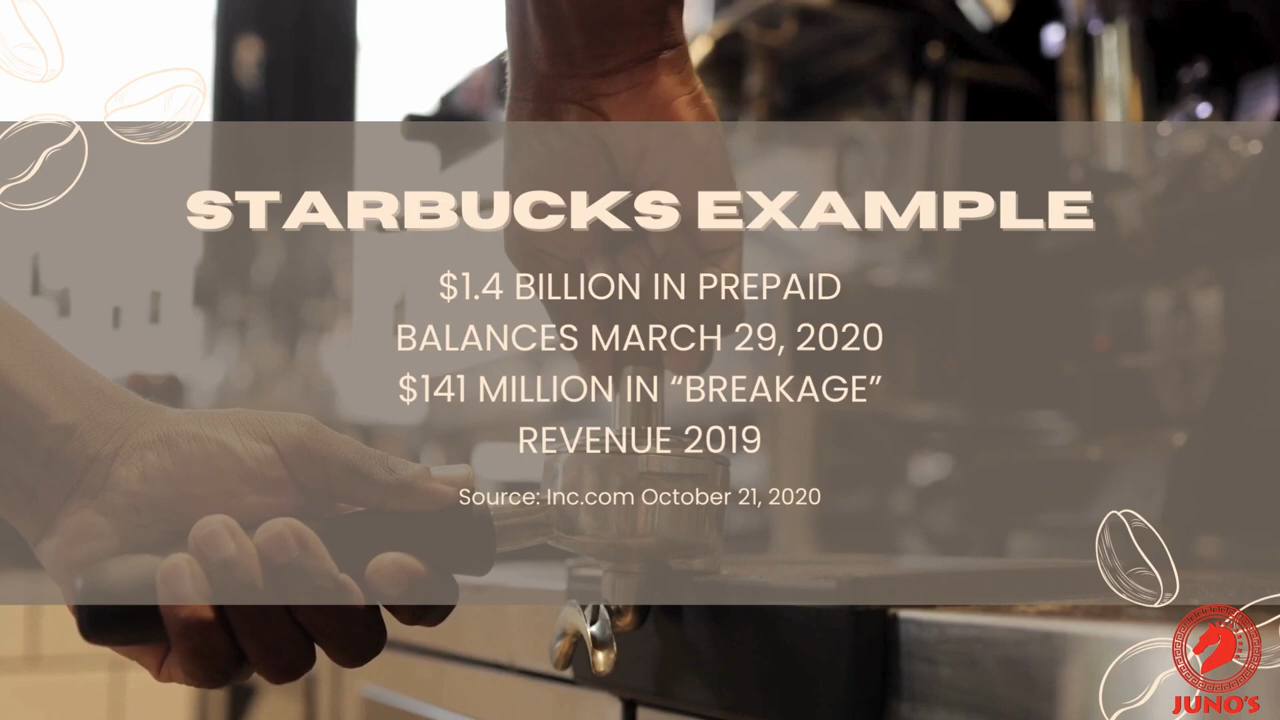 STARBUCKS EXAMPLE
$1.4 BILLION IN PREPAID
BALANCES MARCH 29, 2020
$141 MILLION IN “BREAKAGE”
REVENUE 2019
Source: Inc.com October 21, 2020
JUNO'S